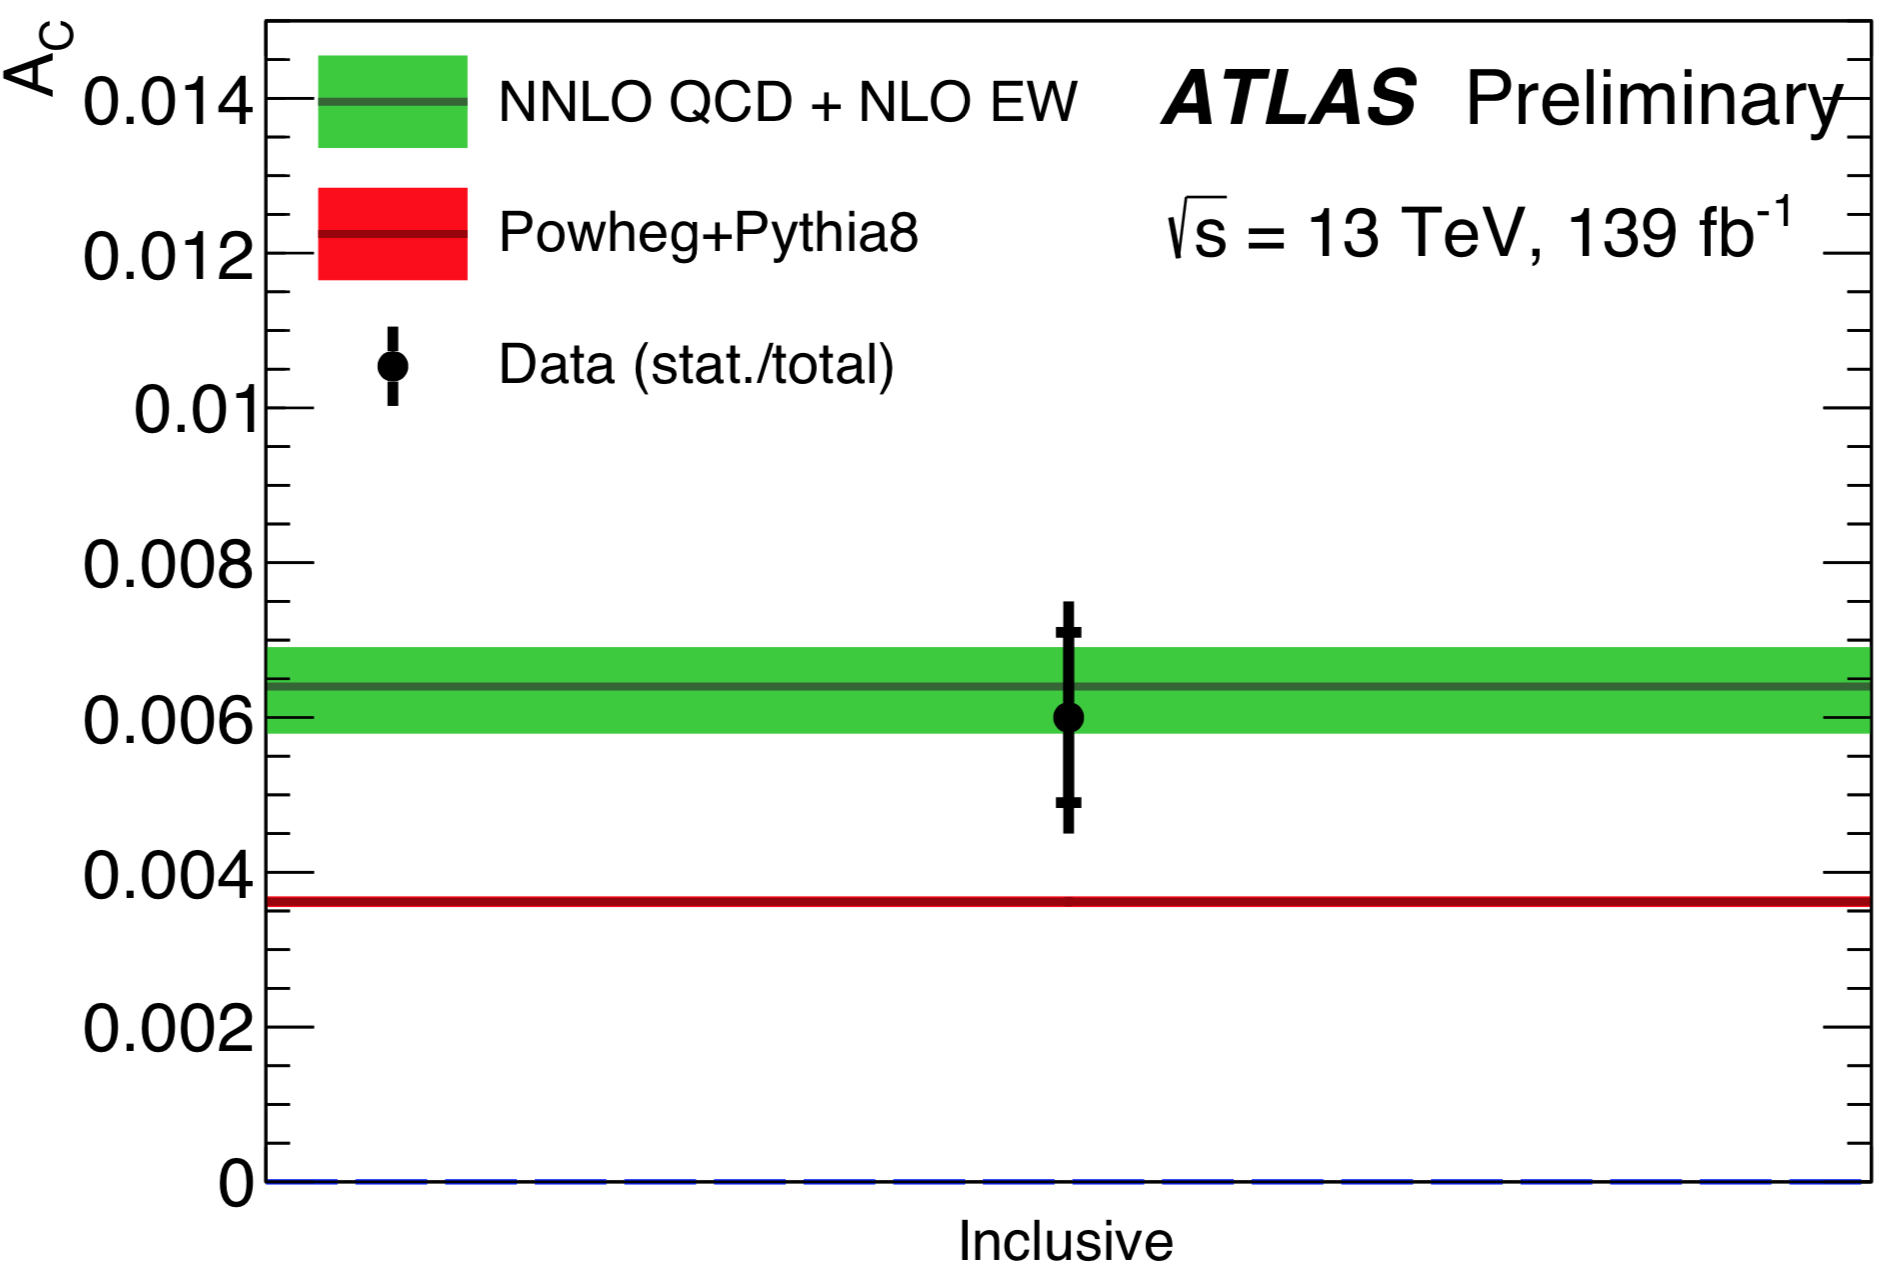 A_C
0.014
0.012
0.01
0.008
0.006
0.004
0.002
0
NNLO QCD + NLO EW
Powheg+Pythia8
Data (stat./total)
ATLAS Preliminary
√s = 13 TeV, 139 fb⁻¹
Inclusive